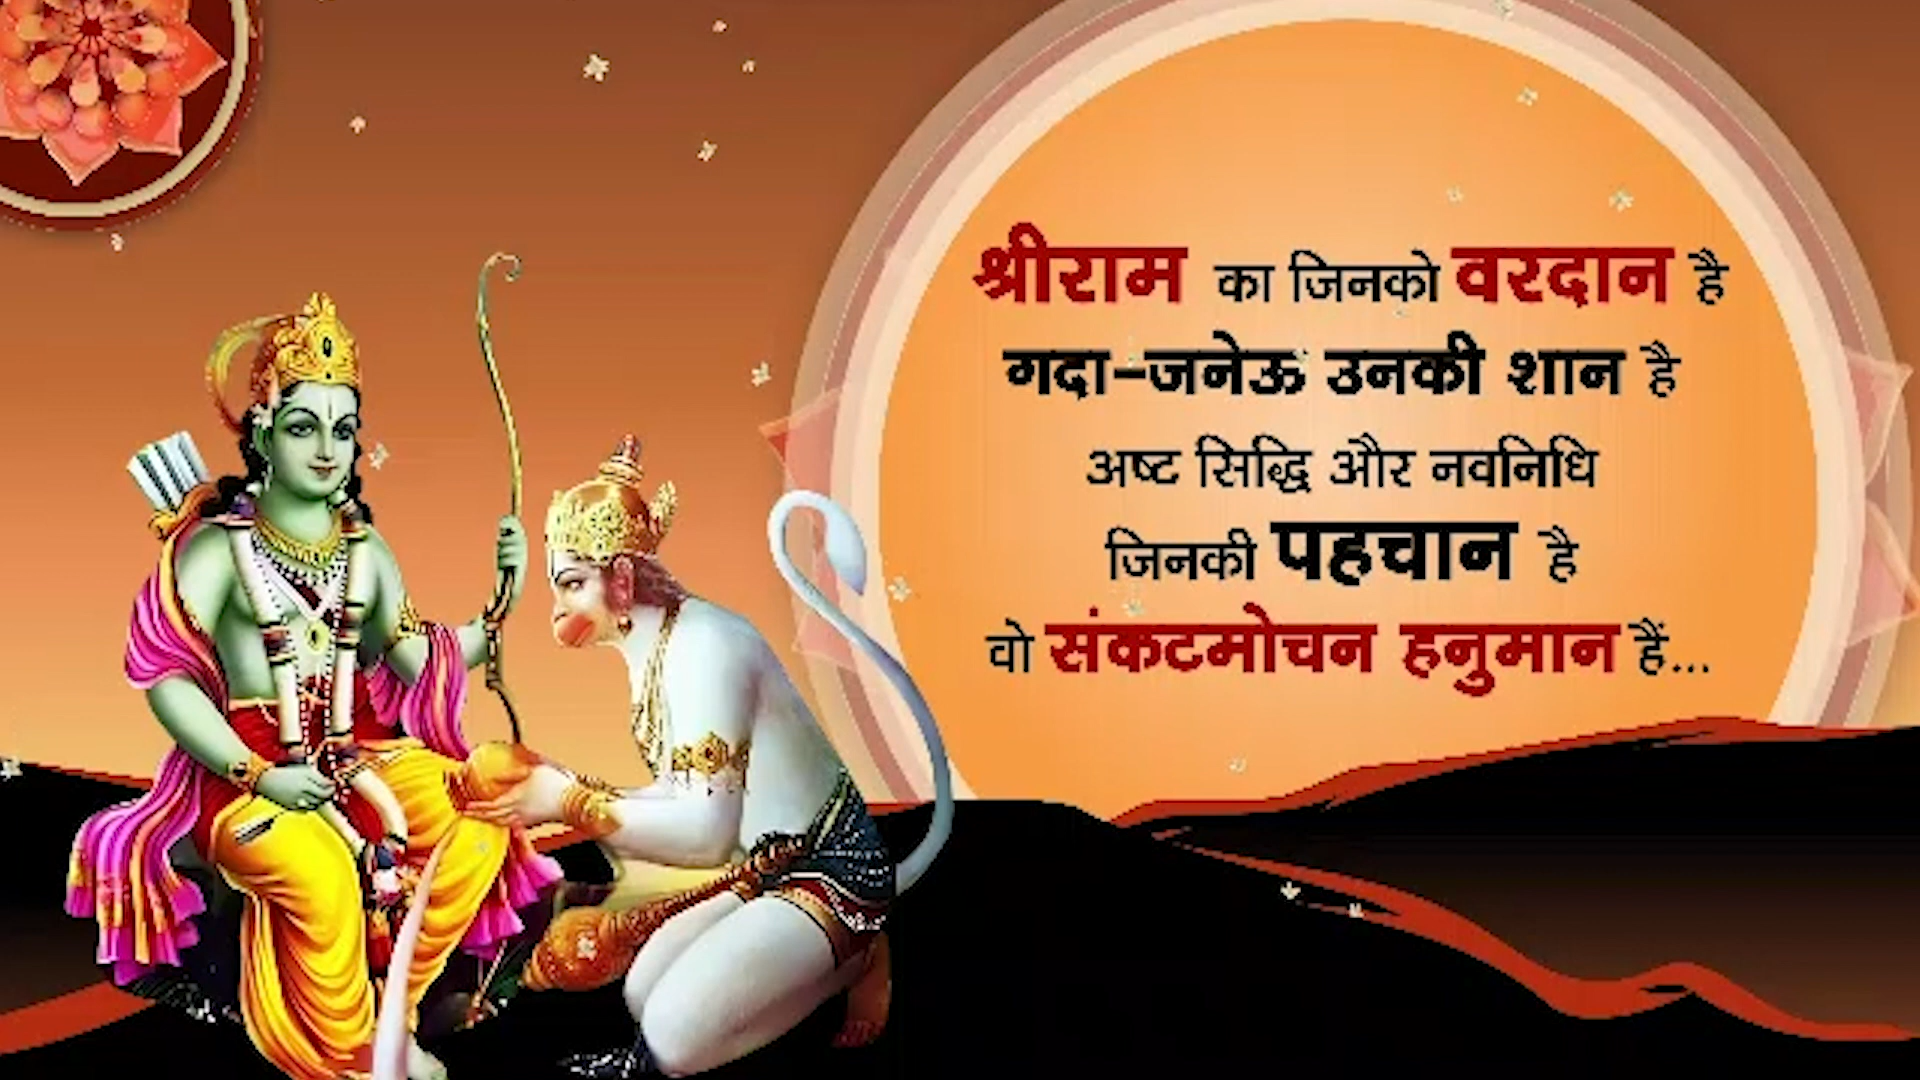 श्रीराम का जिनको वरदान है
गदा-जनेऊ उनकी शान है
अष्ट सिद्धि और नवनिधि
जिनकी पहचान है
वो संकटमोचन हनुमान हैं...